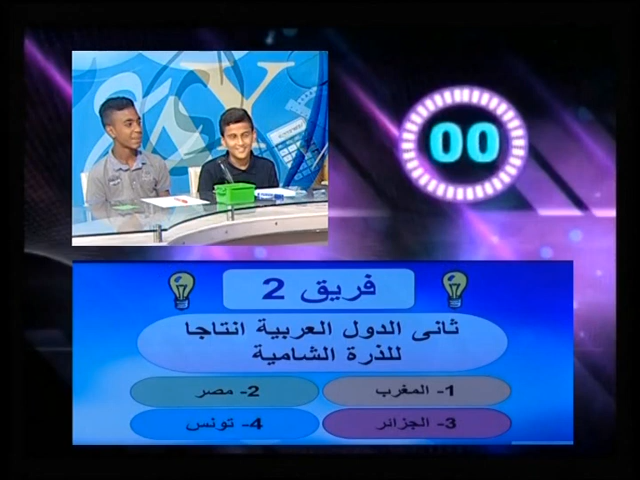 00
فريق 2
ثانى الدول العربية انتاجا
للذرة الشامية
1- المغرب
2- مصر
3- الجزائر
4- تونس